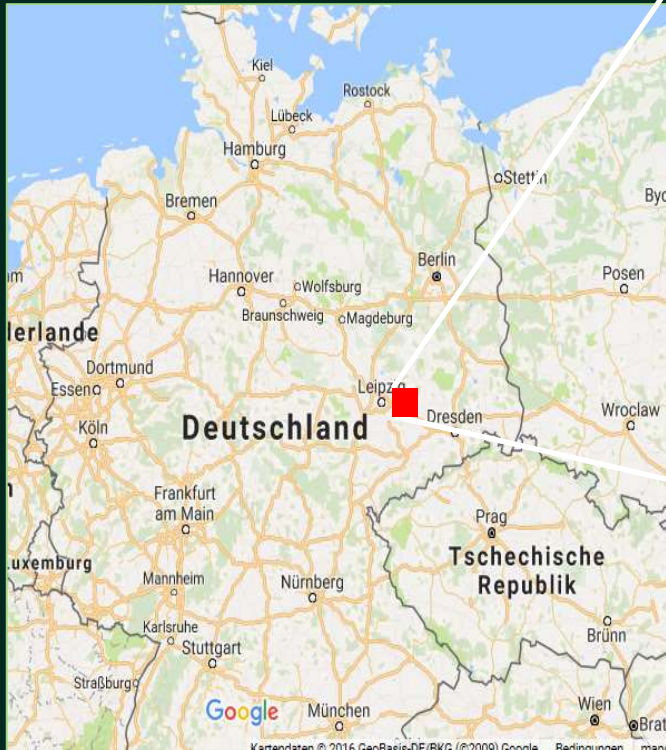 Kiel
Rostock
Lübeck
Hamburg
Stettin
Bremen
Berlin
Hannover
Wolfsburg
Posen
Braunschweig
Magdeburg
Dortmund
Essen
Leipzig
Deutschland
Dresden
Wroclaw
Köln
Frankfurt
am Main
Prag
Tschechische
Republik
Mannheim
Nürnberg
Karlsruhe
Stuttgart
Brünn
Straßburg
Google
München
Wien
Kartendaten © 2016 GeoBasis-DE/BKG (©2009) Google Bedingungen